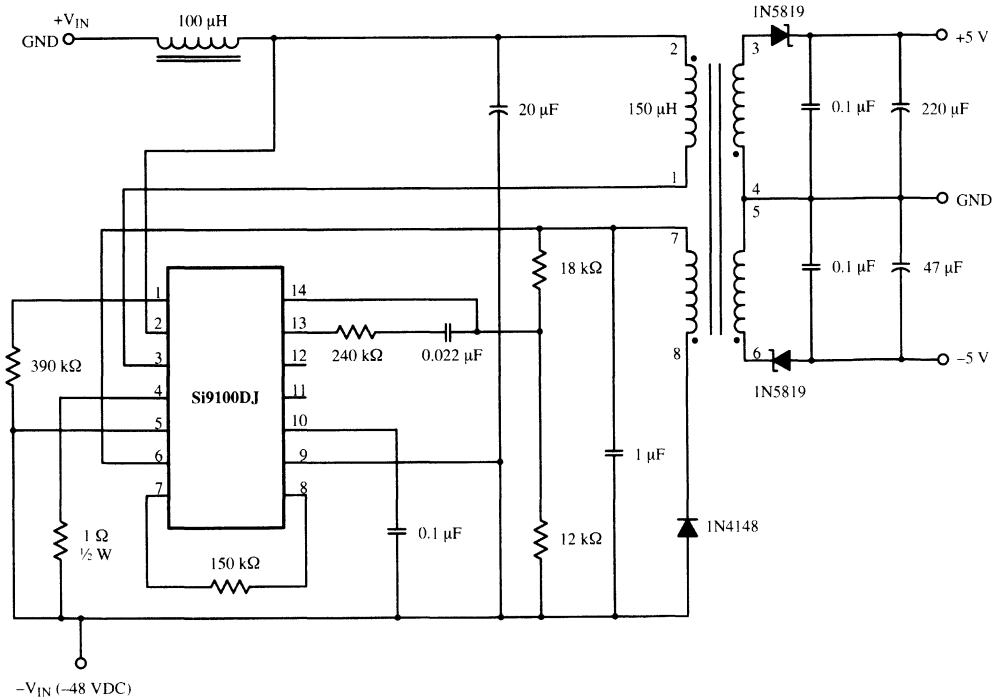 +VIN
GND
100 μH
1N5819
+5 V
2
3
150 μH
20 μF
0.1 μF
220 μF
1
4
GND
5
7
18 kΩ
0.1 μF
47 μF
1
14
2
13
240 kΩ
0.022 μF
8
6
−5 V
1N5819
3
12
390 kΩ
Si9100DJ
4
11
5
10
6
9
1 μF
7
8
1 Ω
½ W
0.1 μF
12 kΩ
1N4148
150 kΩ
−VIN (−48 VDC)